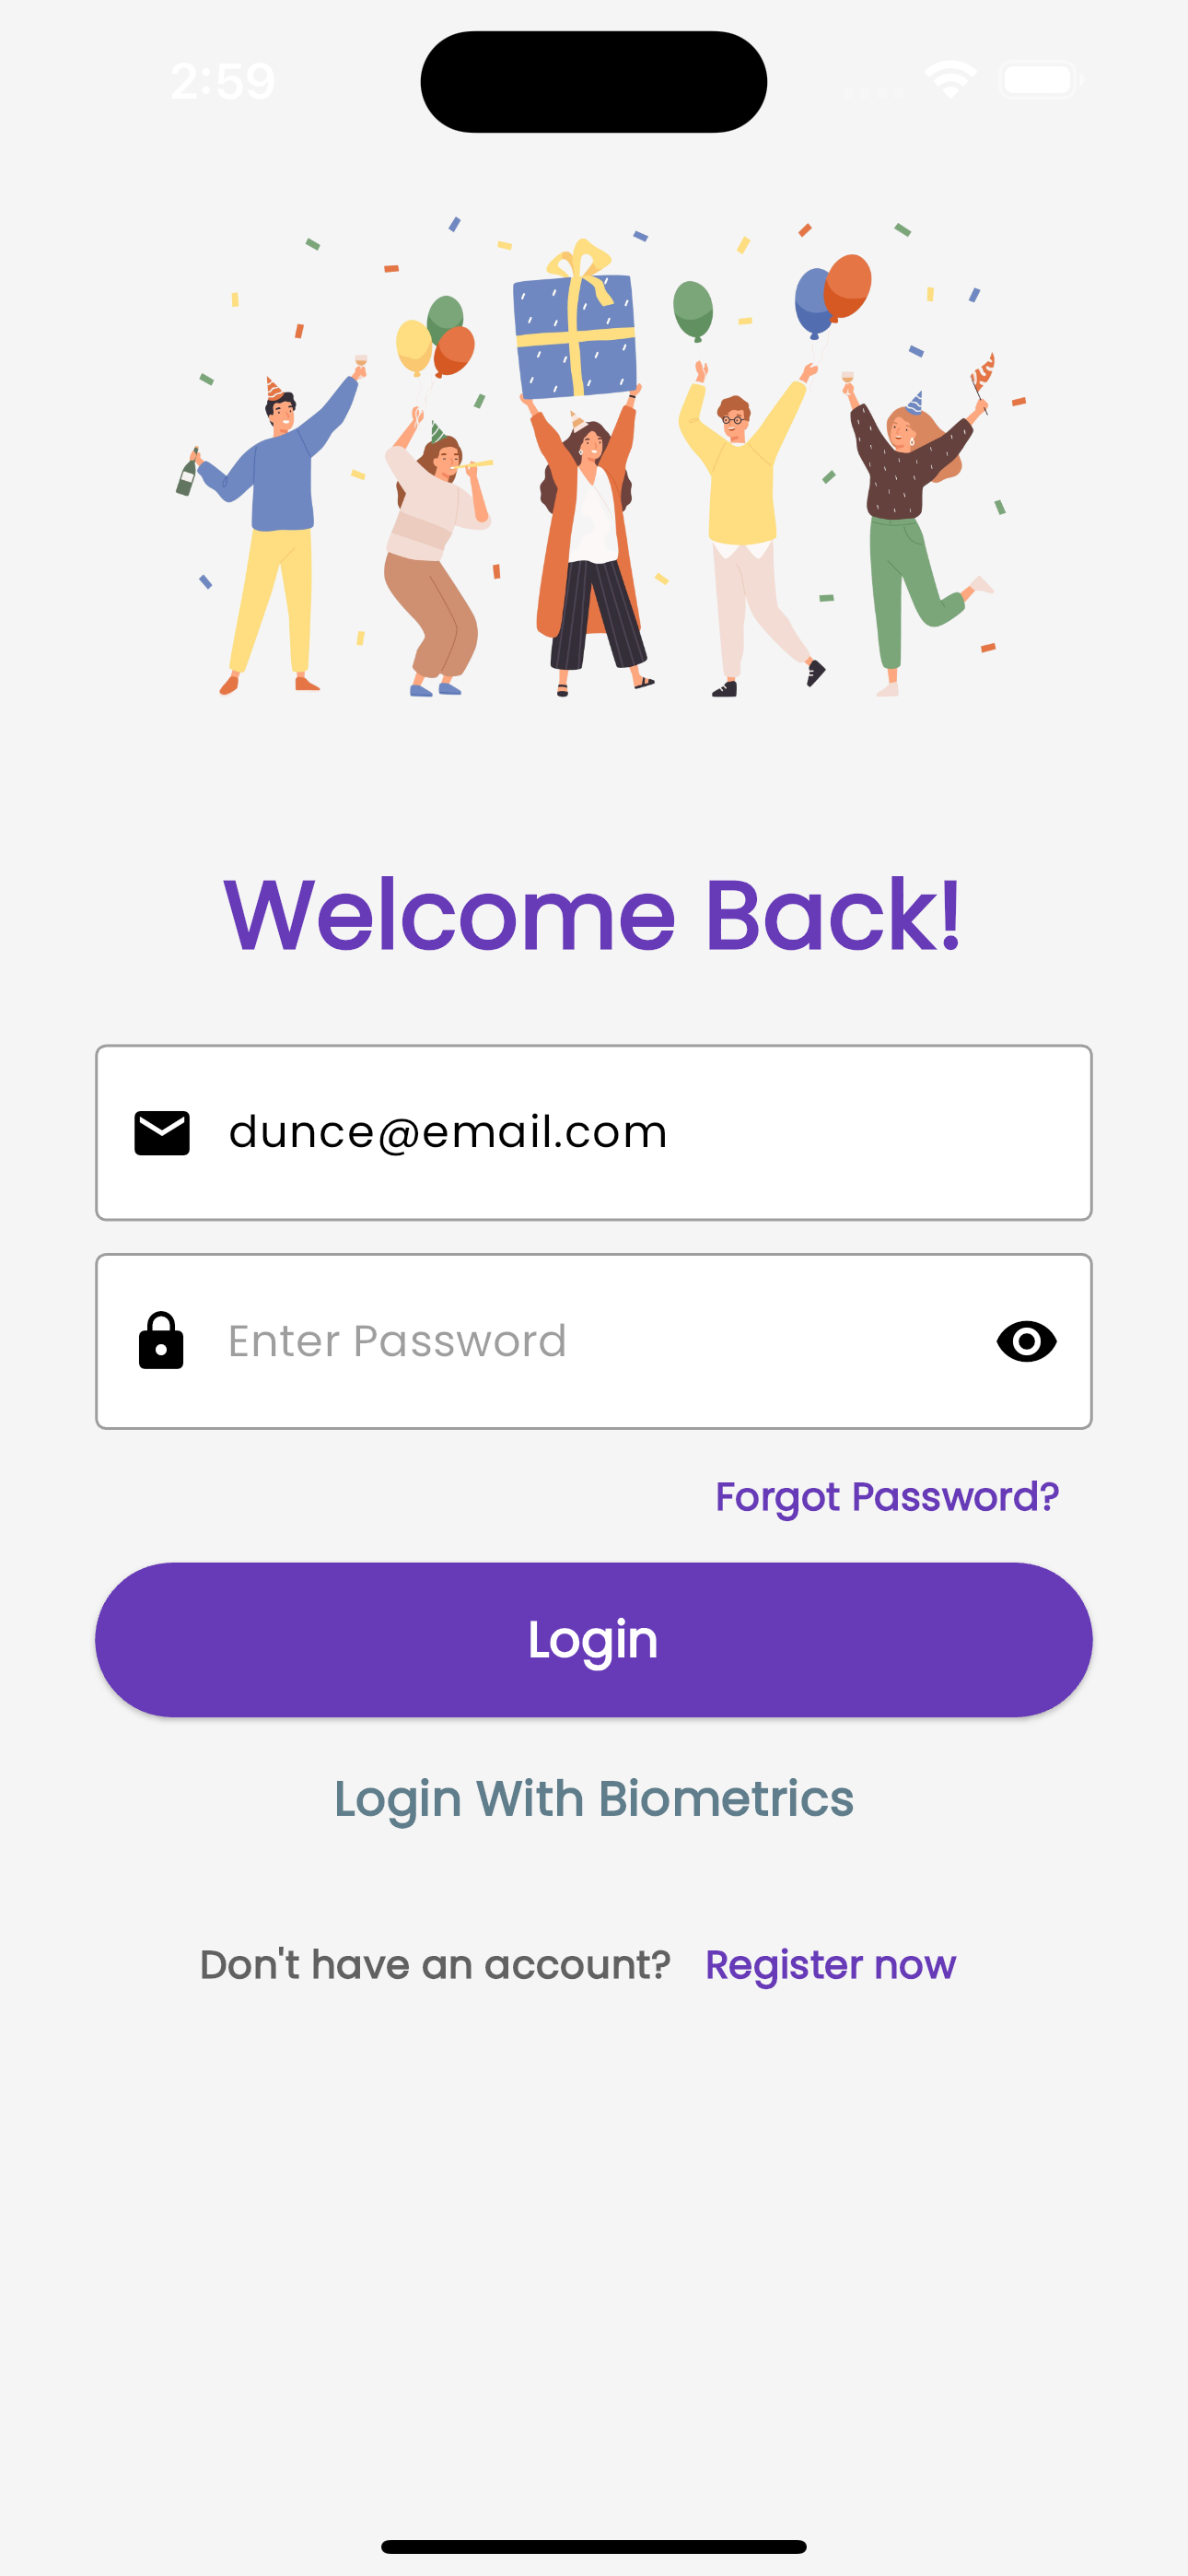 2:59
Welcome Back!
dunce@email.com
Enter Password
Forgot Password?
Login
Login With Biometrics
Don't have an account? Register now